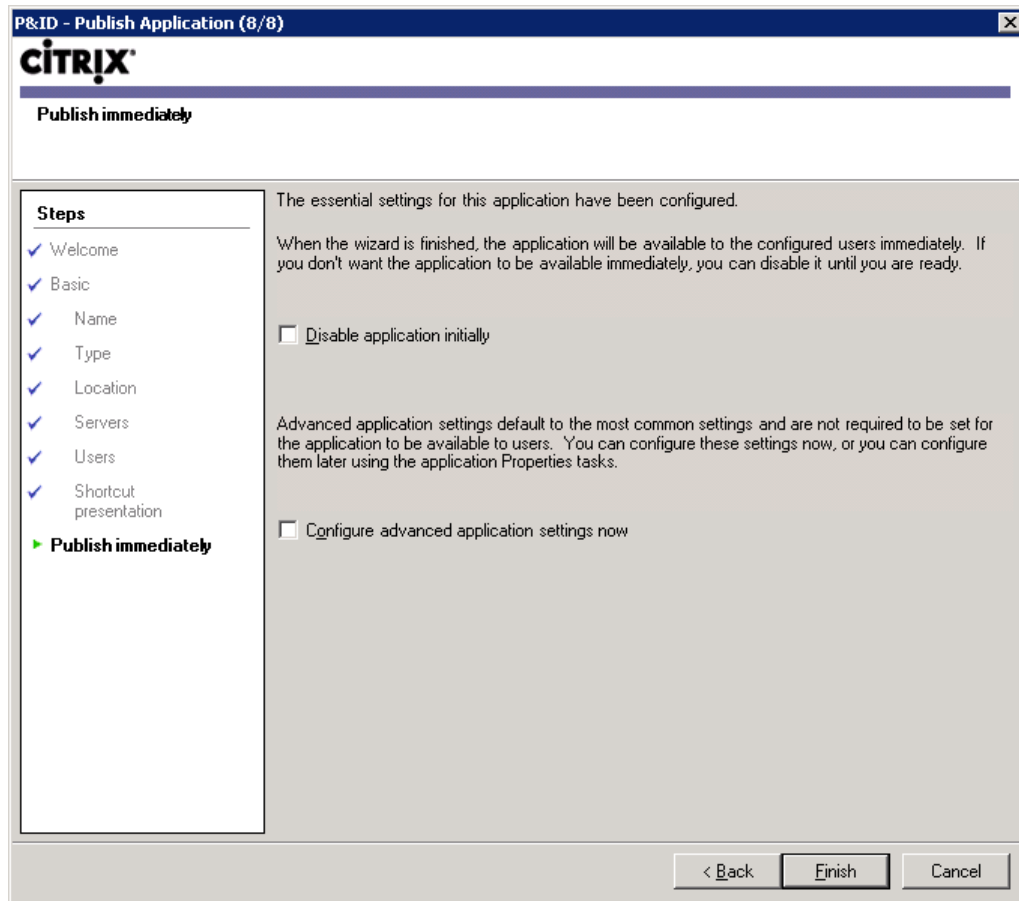 P&ID - Publish Application (8/8)
CITRIX
Publish immediately
Steps
Welcome
Basic
Name
Type
Location
Servers
Users
Shortcut
presentation
Publish immediately
The essential settings for this application have been configured.
When the wizard is finished, the application will be available to the configured users immediately. If
you don't want the application to be available immediately, you can disable it until you are ready.
Disable application initially
Advanced application settings default to the most common settings and are not required to be set for
the application to be available to users. You can configure these settings now, or you can configure
them later using the application Properties tasks.
Configure advanced application settings now
< Back
Finish
Cancel